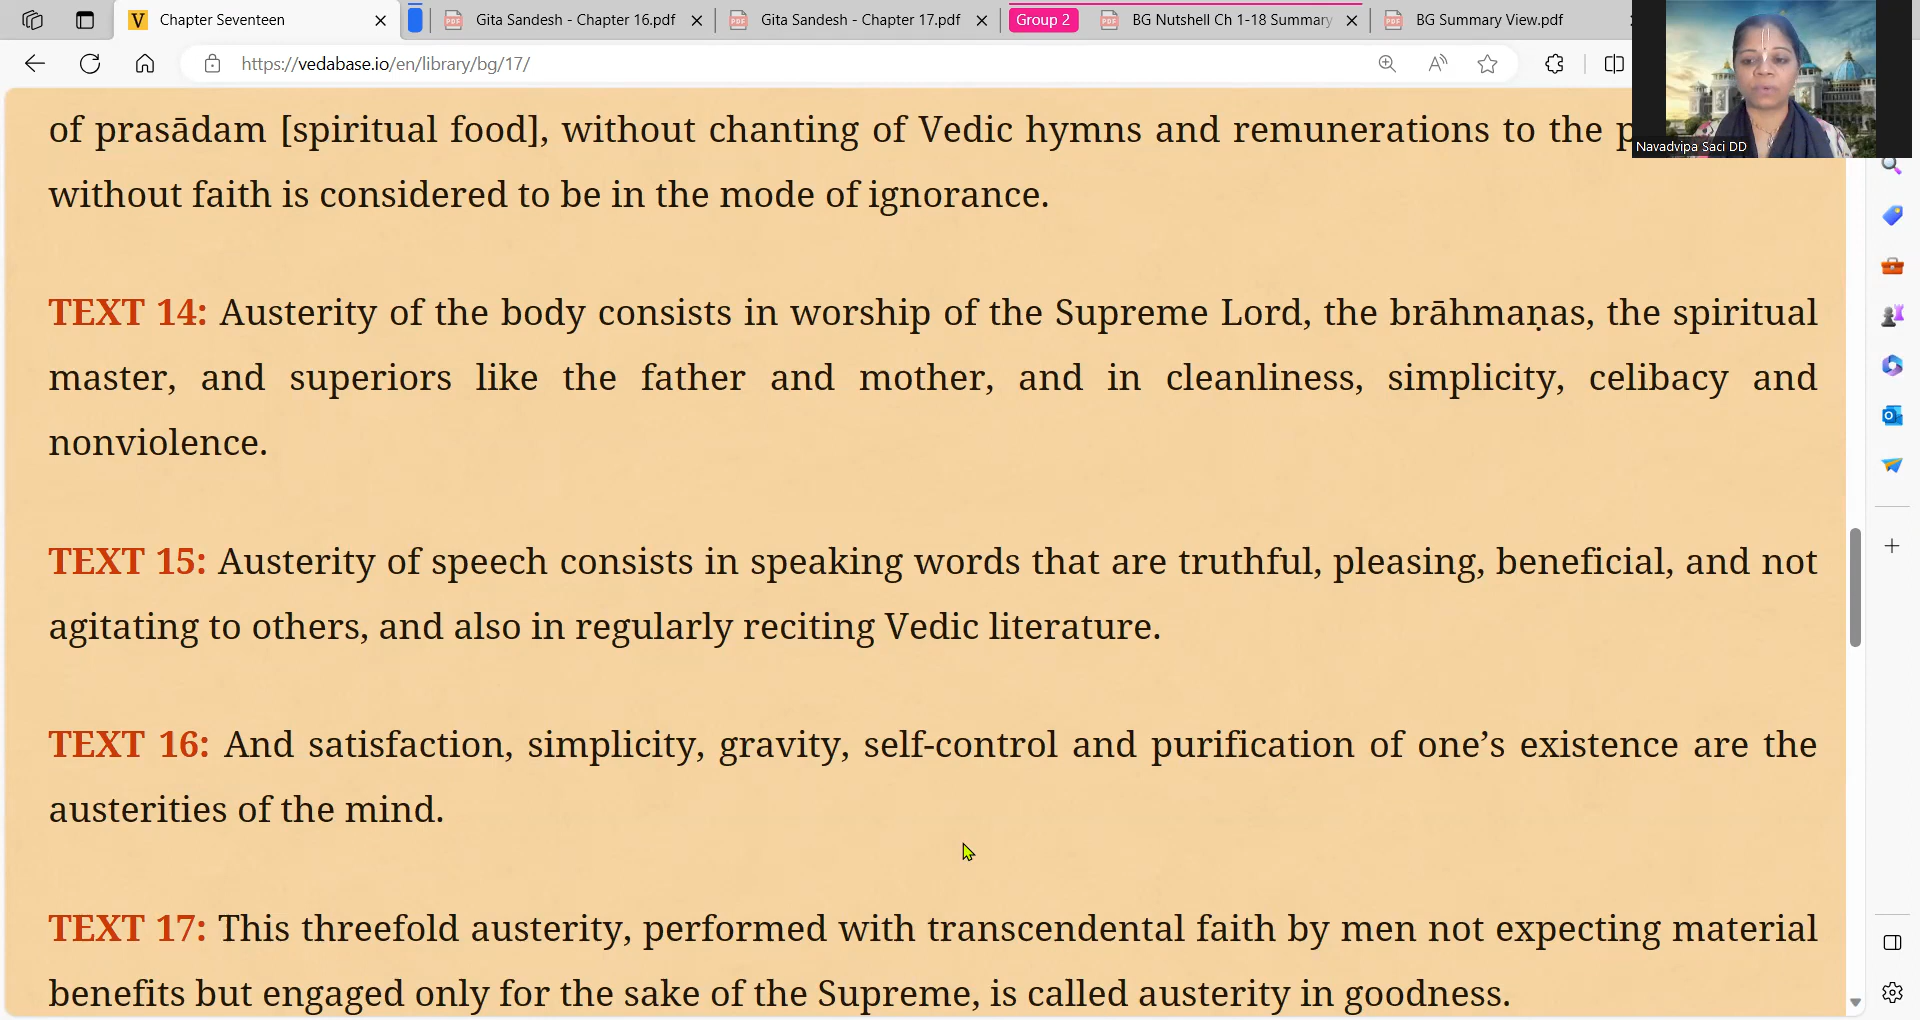 Chapter Seventeen
Gita Sandesh - Chapter 16.pdf
Gita Sandesh - Chapter 17.pdf
Group 2
BG Nutshell Ch 1-18 Summary
BG Summary View.pdf
https://vedabase.io/en/library/bg/17/
Navadvipa Saci DD
of prasādam [spiritual food], without chanting of Vedic hymns and remunerations to the
without faith is considered to be in the mode of ignorance.
TEXT 14: Austerity of the body consists in worship of the Supreme Lord, the brāhmaṇas, the spiritual
master, and superiors like the father and mother, and in cleanliness, simplicity, celibacy and
nonviolence.
TEXT 15: Austerity of speech consists in speaking words that are truthful, pleasing, beneficial, and not
agitating to others, and also in regularly reciting Vedic literature.
TEXT 16: And satisfaction, simplicity, gravity, self-control and purification of one’s existence are the
austerities of the mind.
TEXT 17: This threefold austerity, performed with transcendental faith by men not expecting material
benefits but engaged only for the sake of the Supreme, is called austerity in goodness.